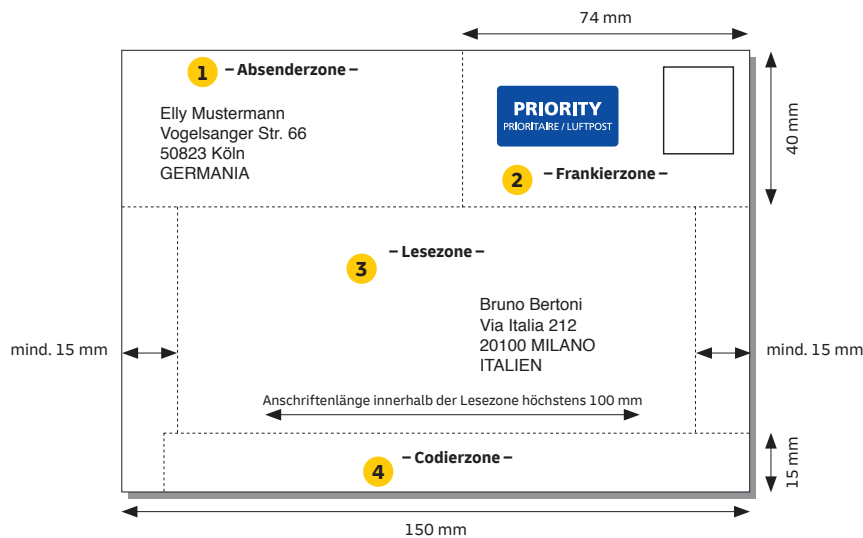 74 mm
1 – Absenderzone –
Elly Mustermann
Vogelsanger Str. 66
50823 Köln
GERMANIA
PRIORITY
PRIORITAIRE / LUFTPOST
40 mm
2 – Frankierzone –
3 – Lesezone –
Bruno Bertoni
Via Italia 212
20100 MILANO
ITALIEN
mind. 15 mm
mind. 15 mm
Anschriftenlänge innerhalb der Lesezone höchstens 100 mm
4 – Codierzone –
15 mm
150 mm